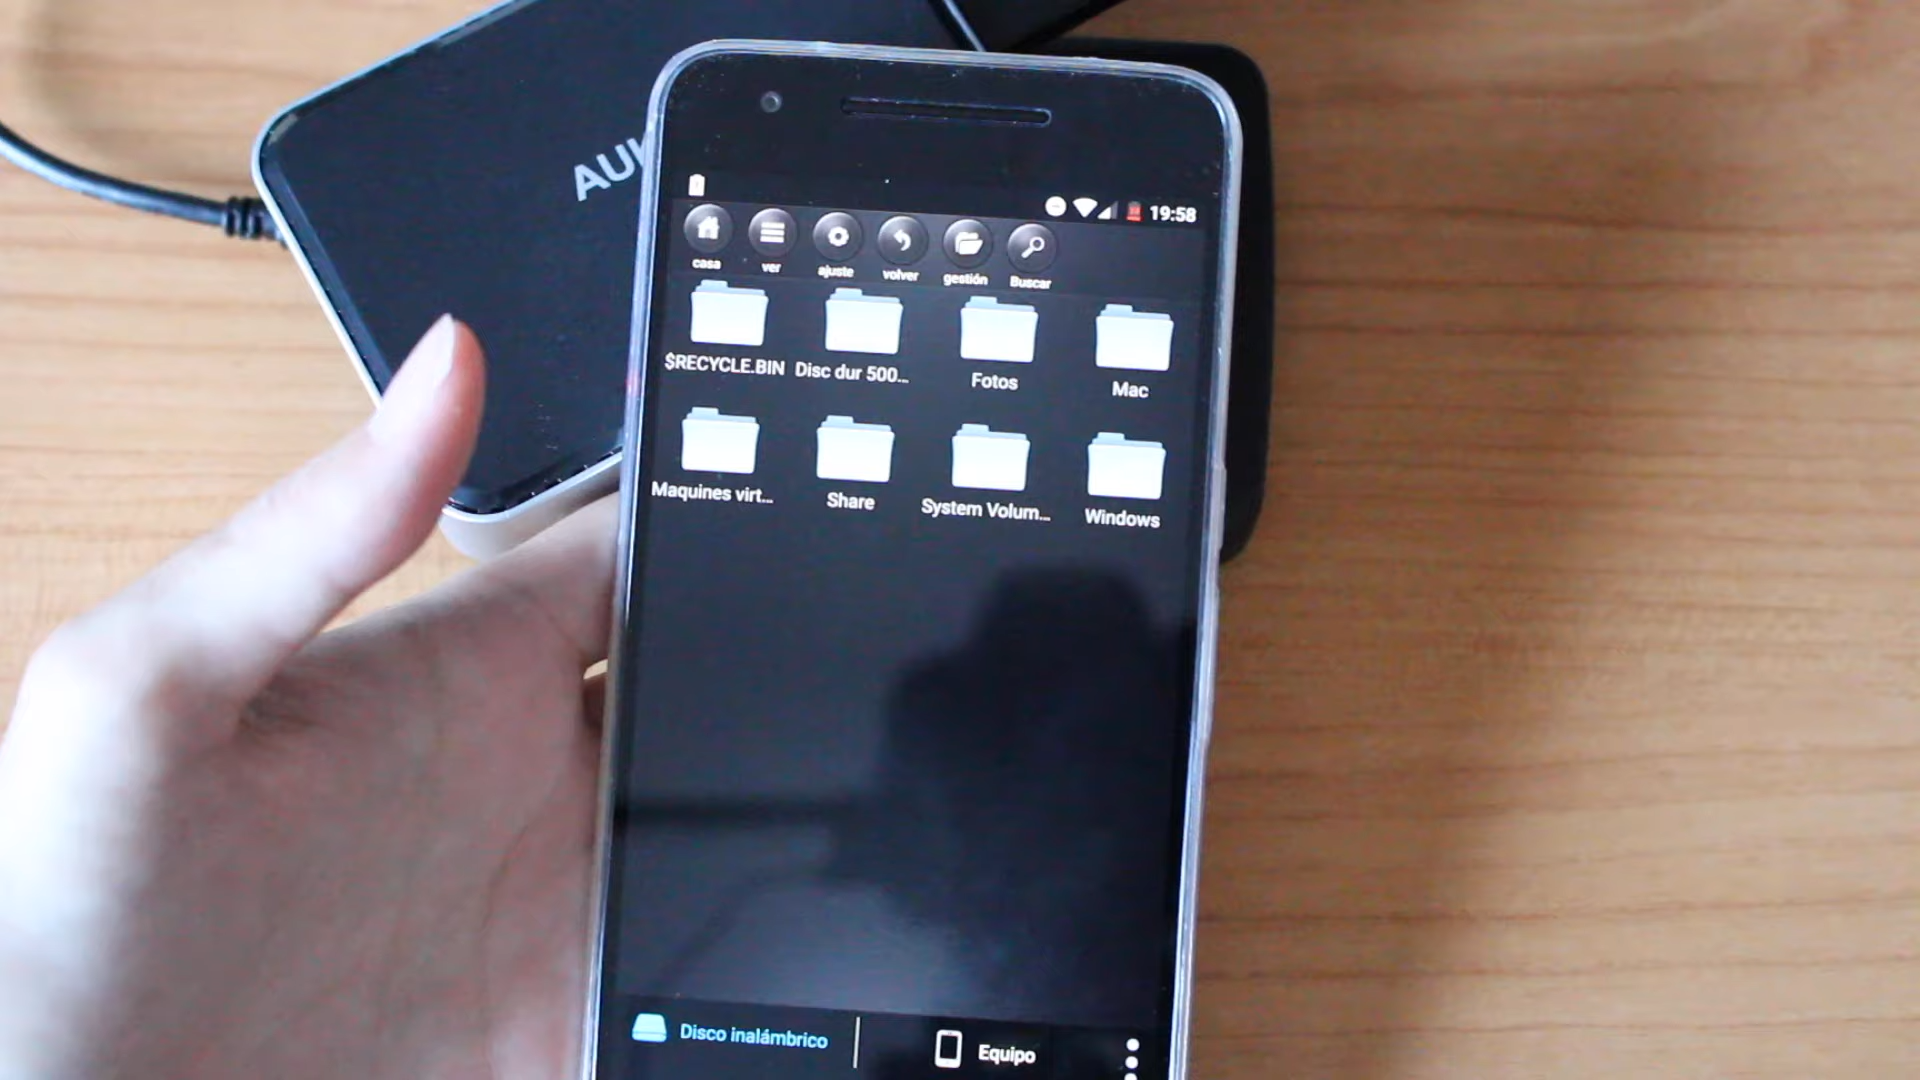 AU
19:58
casa ver ajuste volver gestión Buscar
$RECYCLE.BIN Disc dur 500... Fotos Mac
Maquines virt... Share System Volum... Windows
Disco inalámbrico Equipo